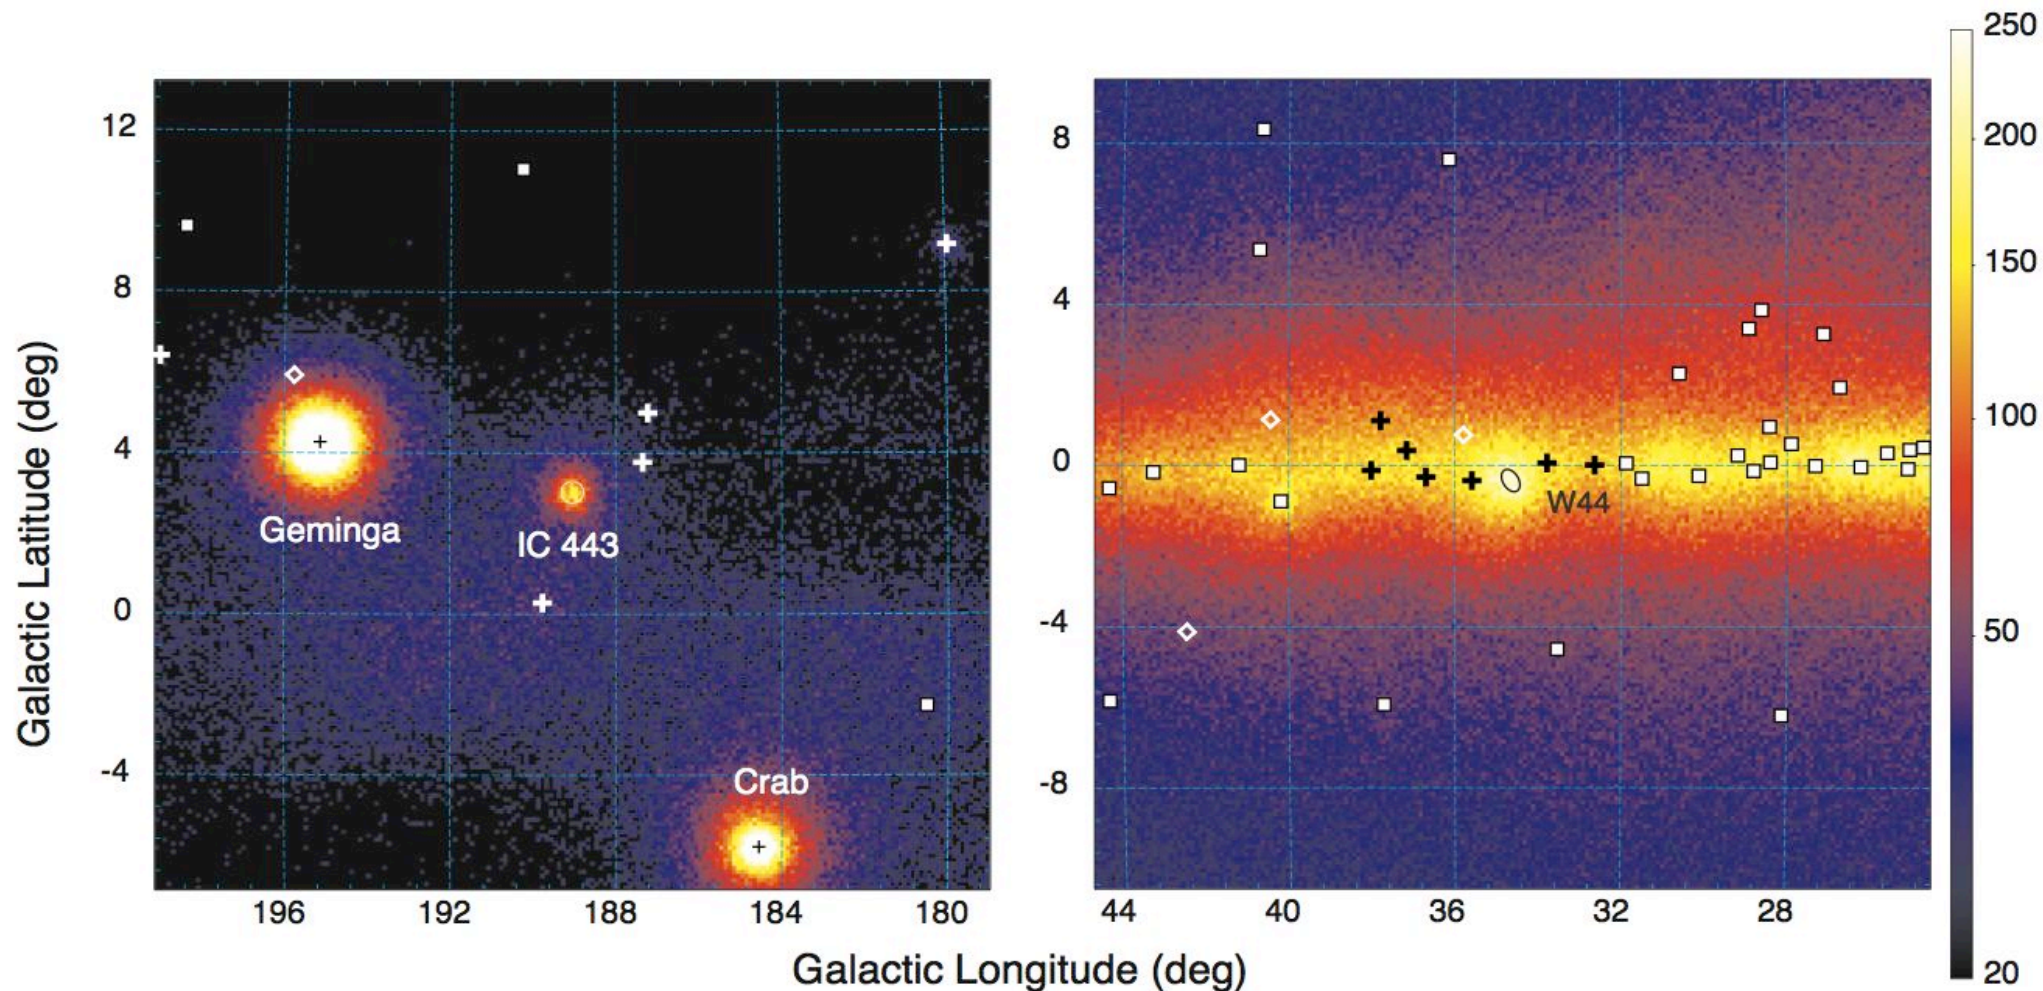 250
200
150
100
50
20
12
8
4
0
-4
8
4
0
-4
-8
Geminga
IC 443
Crab
W44
196 192 188 184 180
44 40 36 32 28
Galactic Latitude (deg)
Galactic Longitude (deg)